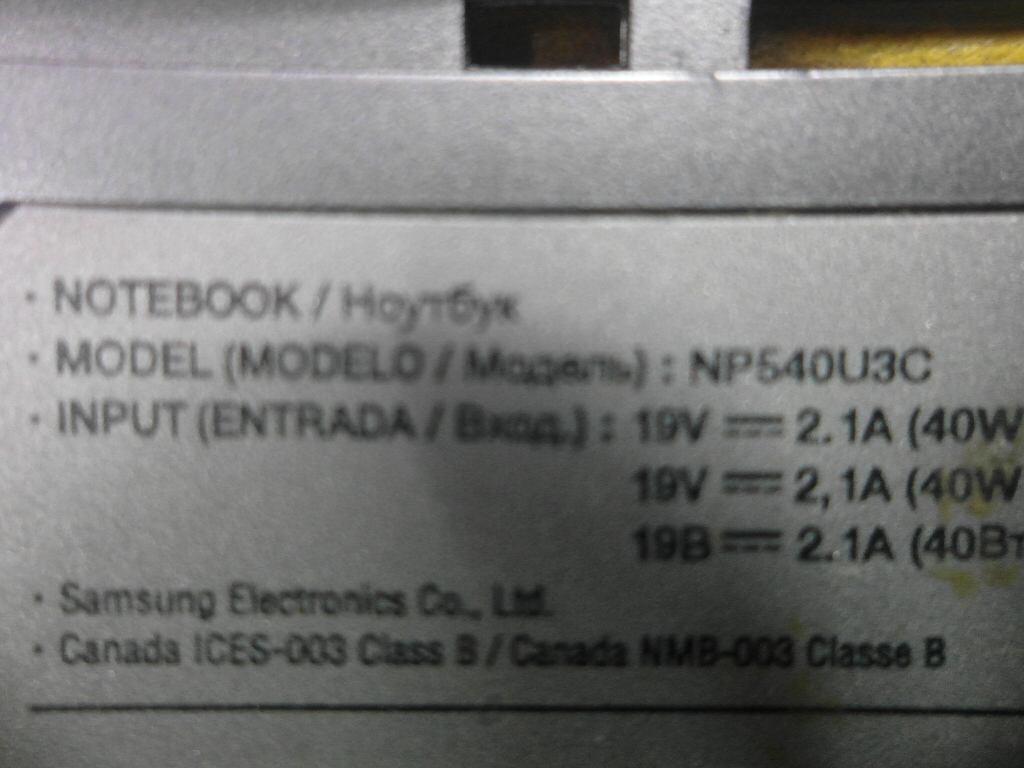 · NOTEBOOK / Ноутбук
· MODEL (MODELO / Модель) : NP540U3C
· INPUT (ENTRADA / Вход.) : 19V ⎓ 2.1A (40W
19V ⎓ 2,1A (40W
19В ⎓ 2.1A (40Вт
· Samsung Electronics Co., Ltd.
· Canada ICES-003 Class B / Canada NMB-003 Classe B